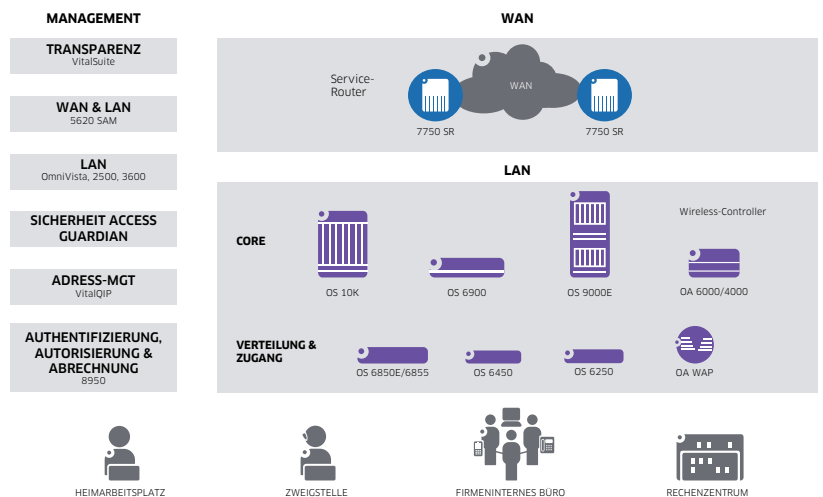 MANAGEMENT
TRANSPARENZ
VitalSuite
WAN & LAN
5620 SAM
LAN
OmniVista, 2500, 3600
SICHERHEIT ACCESS
GUARDIAN
ADRESS-MGT
VitalQIP
AUTHENTIFIZIERUNG,
AUTORISIERUNG &
ABRECHNUNG
8950
WAN
Service-
Router
WAN
7750 SR
7750 SR
LAN
Wireless-Controller
CORE
OS 10K
OS 6900
OS 9000E
OA 6000/4000
VERTEILUNG &
ZUGANG
OS 6850E/6855
OS 6450
OS 6250
OA WAP
HEIMARBEITSPLATZ
ZWEIGSTELLE
FIRMENINTERNES BÜRO
RECHENZENTRUM